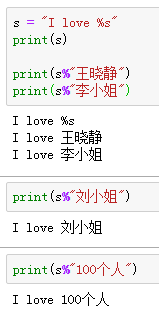 s = "I love %s"
print(s)
print(s%"王晓静")
print(s%"李小姐")
I love %s
I love 王晓静
I love 李小姐
print(s%"刘小姐")
I love 刘小姐
print(s%"100个人")
I love 100个人